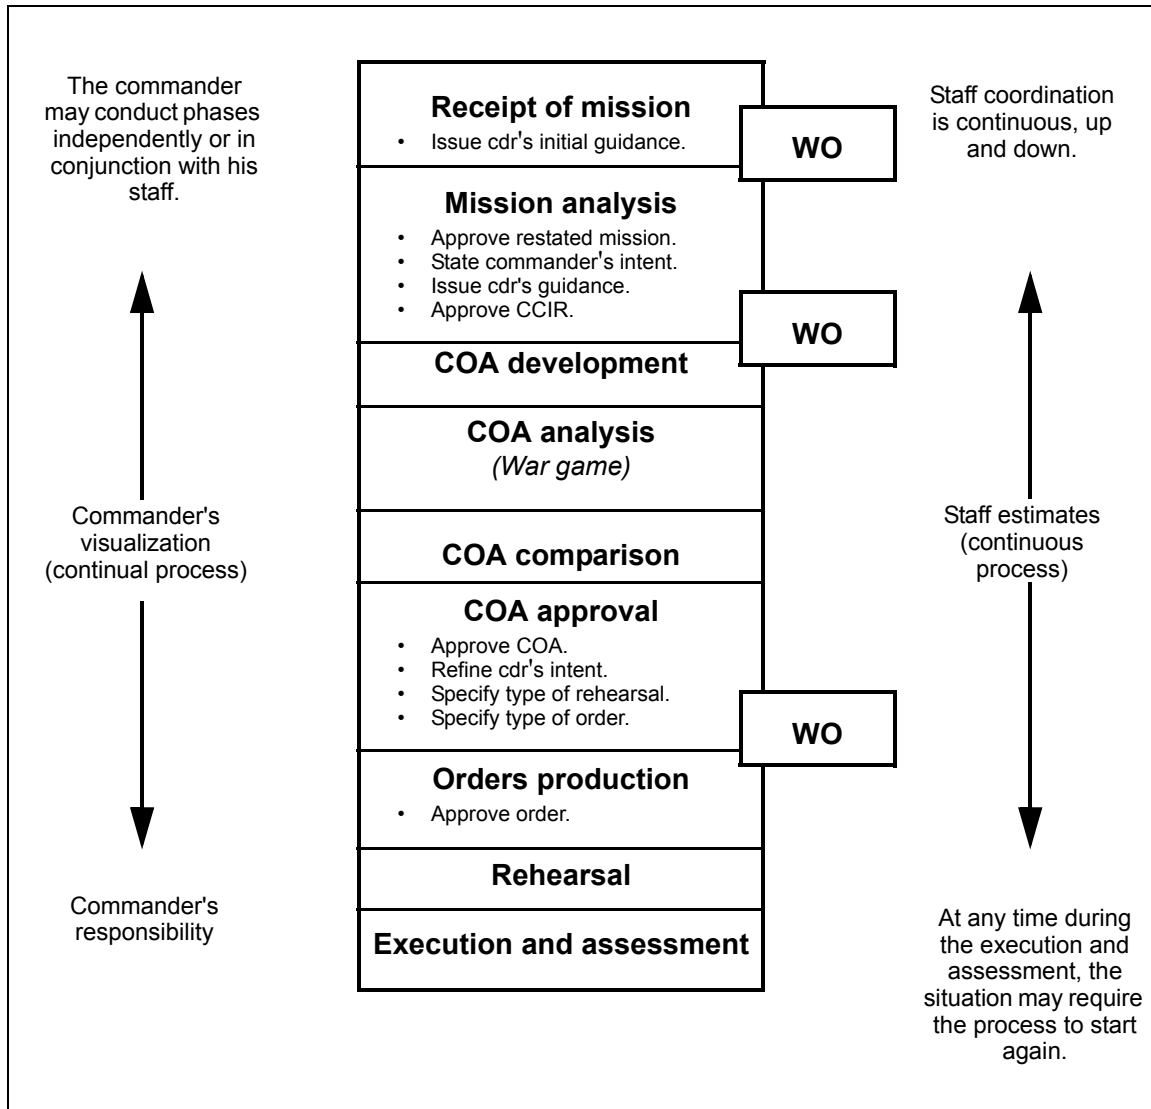 The commander
may conduct phases
independently or in
conjunction with his
staff.
Commander's
visualization
(continual process)
Commander's
responsibility
Receipt of mission
• Issue cdr's initial guidance.
WO
Mission analysis
• Approve restated mission.
• State commander's intent.
• Issue cdr's guidance.
• Approve CCIR.
WO
COA development
COA analysis
(War game)
COA comparison
COA approval
• Approve COA.
• Refine cdr's intent.
• Specify type of rehearsal.
• Specify type of order.
WO
Orders production
• Approve order.
Rehearsal
Execution and assessment
Staff coordination
is continuous, up
and down.
Staff estimates
(continuous
process)
At any time during
the execution and
assessment, the
situation may require
the process to start
again.